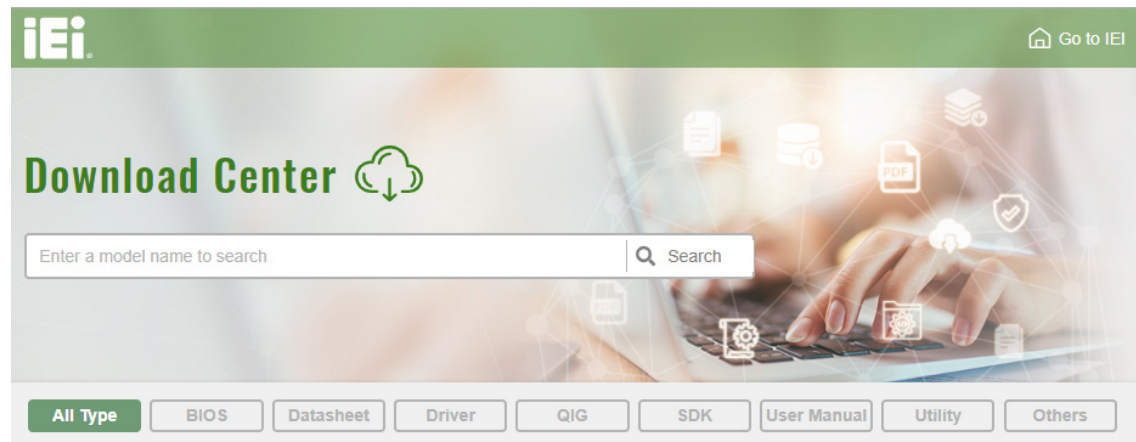 iEi
Go to IEI
Download Center
Enter a model name to search
Search
PDF
PDF
All Type
BIOS
Datasheet
Driver
QIG
SDK
User Manual
Utility
Others